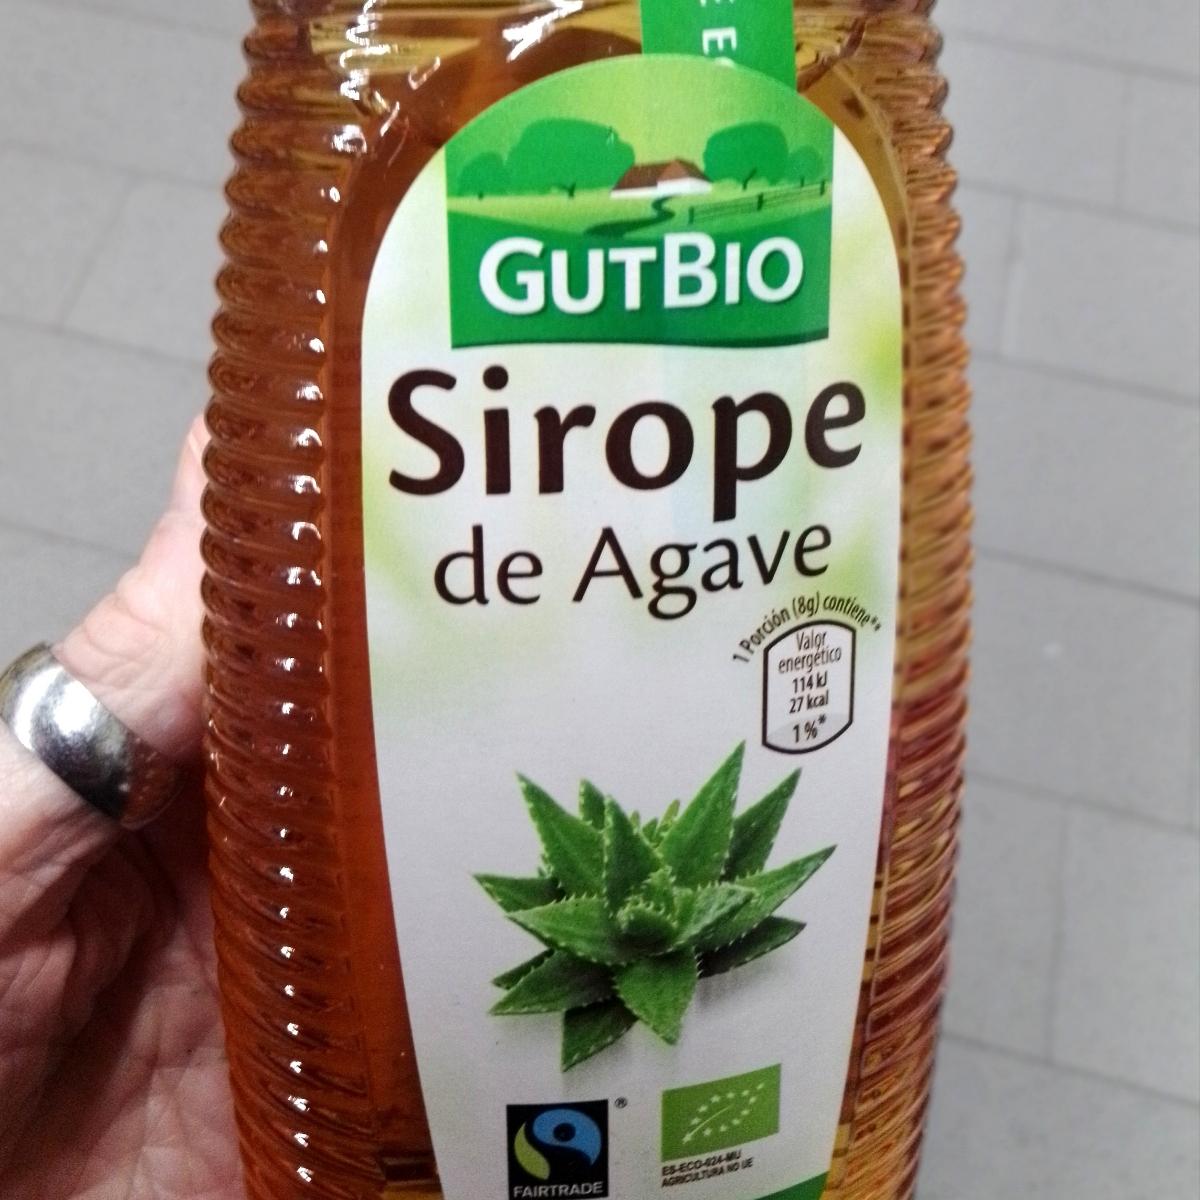 GUTBIO
Sirope
de Agave
1 Porción (8g) contiene**
Valor
energético
114 kJ
27 kcal
1%*
®
FAIRTRADE
ES-ECO-024-MU
AGRICULTURA NO UE